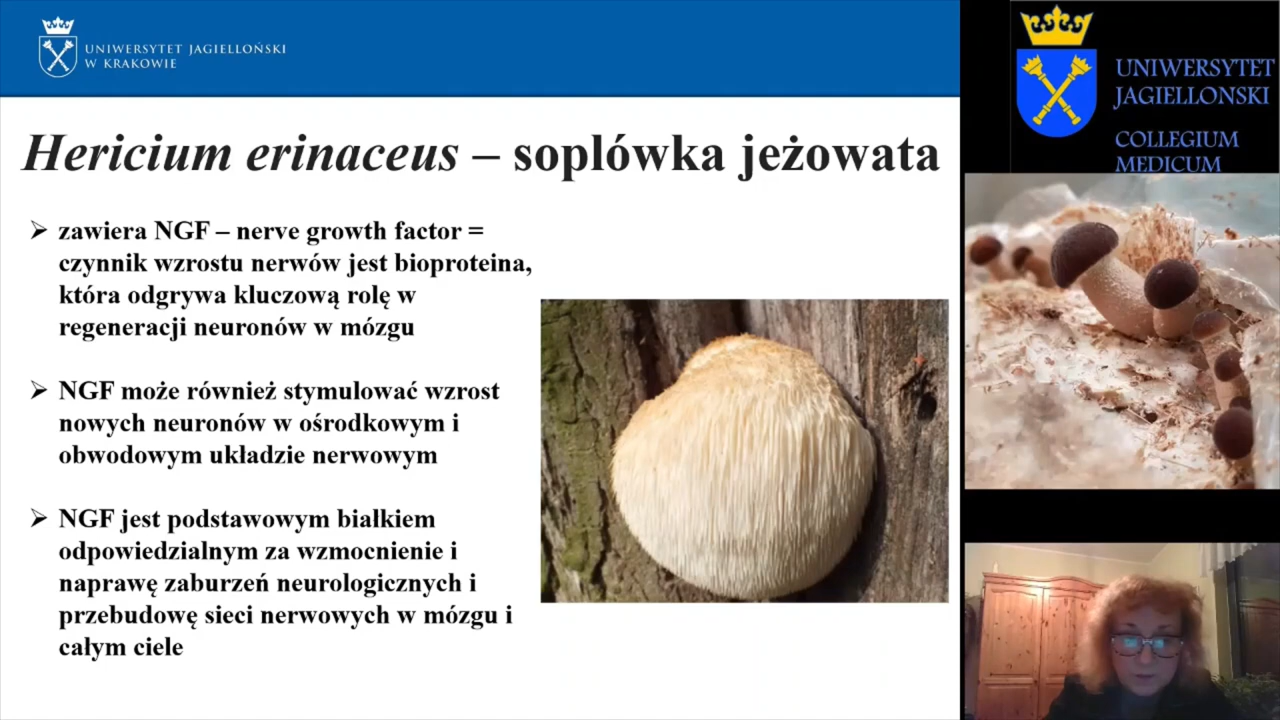 UNIWERSYTET JAGIELLOŃSKI
W KRAKOWIE
Hericium erinaceus – soplówka jeżowata
➢ zawiera NGF – nerve growth factor =
czynnik wzrostu nerwów jest bioproteina,
która odgrywa kluczową rolę w
regeneracji neuronów w mózgu
➢ NGF może również stymulować wzrost
nowych neuronów w ośrodkowym i
obwodowym układzie nerwowym
➢ NGF jest podstawowym białkiem
odpowiedzialnym za wzmocnienie i
naprawę zaburzeń neurologicznych i
przebudowę sieci nerwowych w mózgu i
całym ciele
UNIWERSYTET
JAGIELLONSKI
COLLEGIUM
MEDICUM